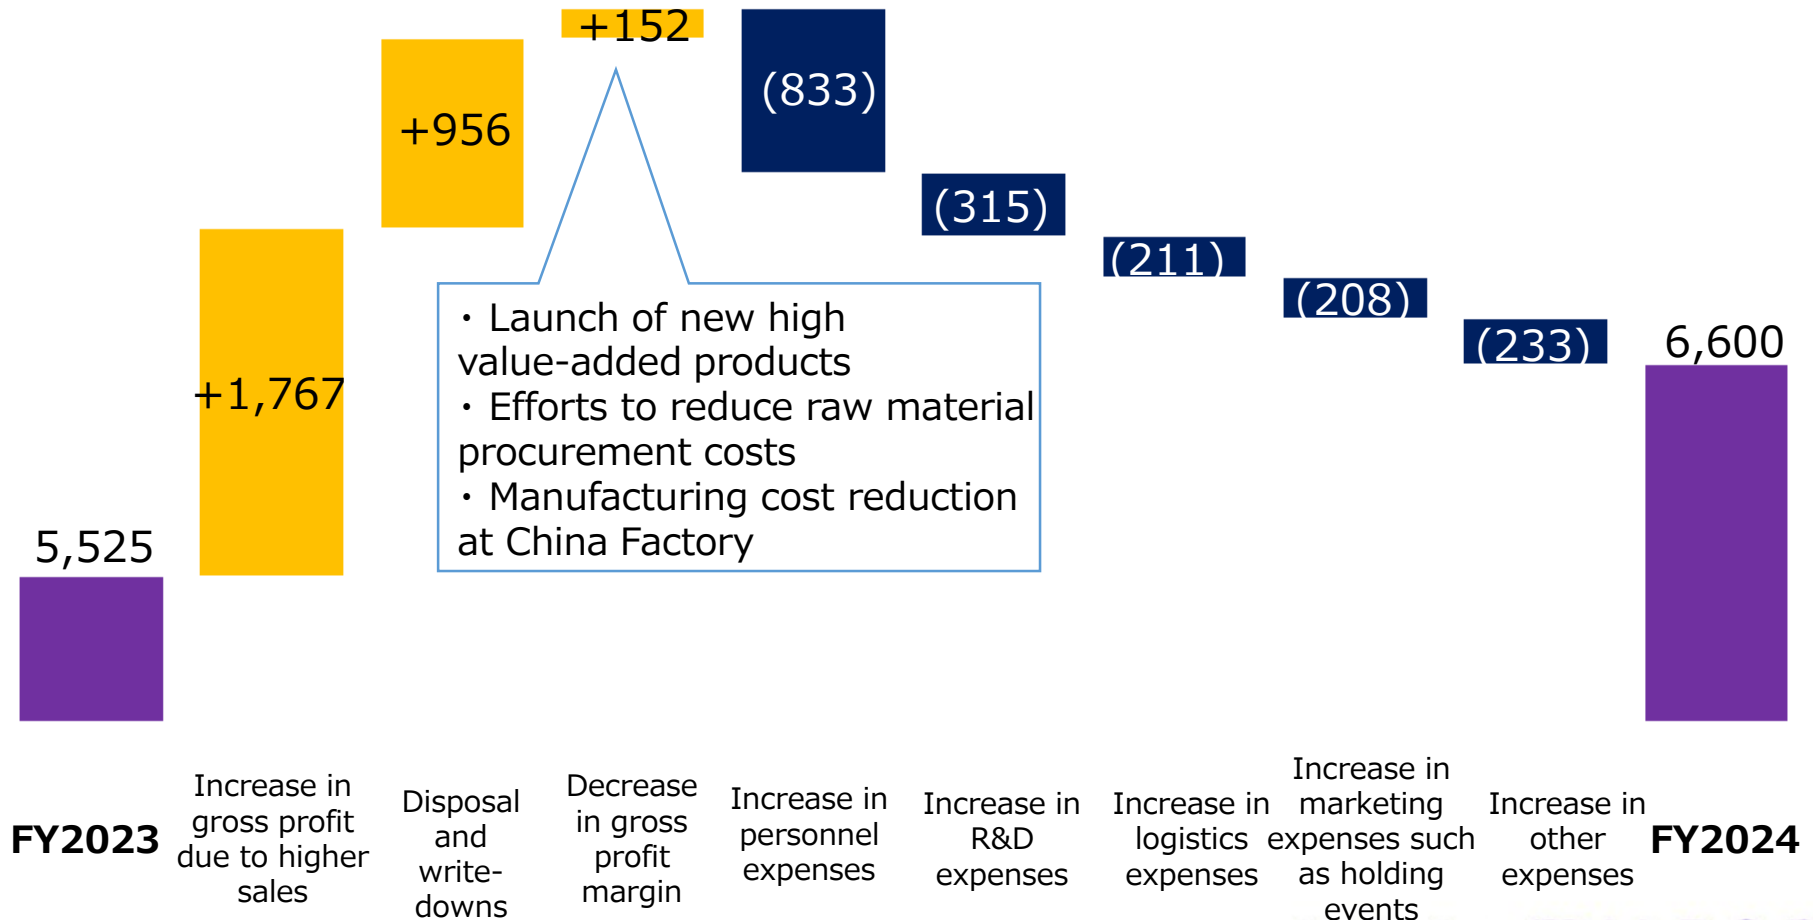 +152
(833)
+956
(315)
(211)
(208)
(233)
6,600
+1,767
5,525
・Launch of new high
value-added products
・Efforts to reduce raw material
procurement costs
・Manufacturing cost reduction
at China Factory
FY2023
Increase in
gross profit
due to higher
sales
Disposal
and
write-
downs
Decrease
in gross
profit
margin
Increase in
personnel
expenses
Increase in
R&D
expenses
Increase in
logistics
expenses
Increase in
marketing
expenses such
as holding
events
Increase in
other
expenses
FY2024